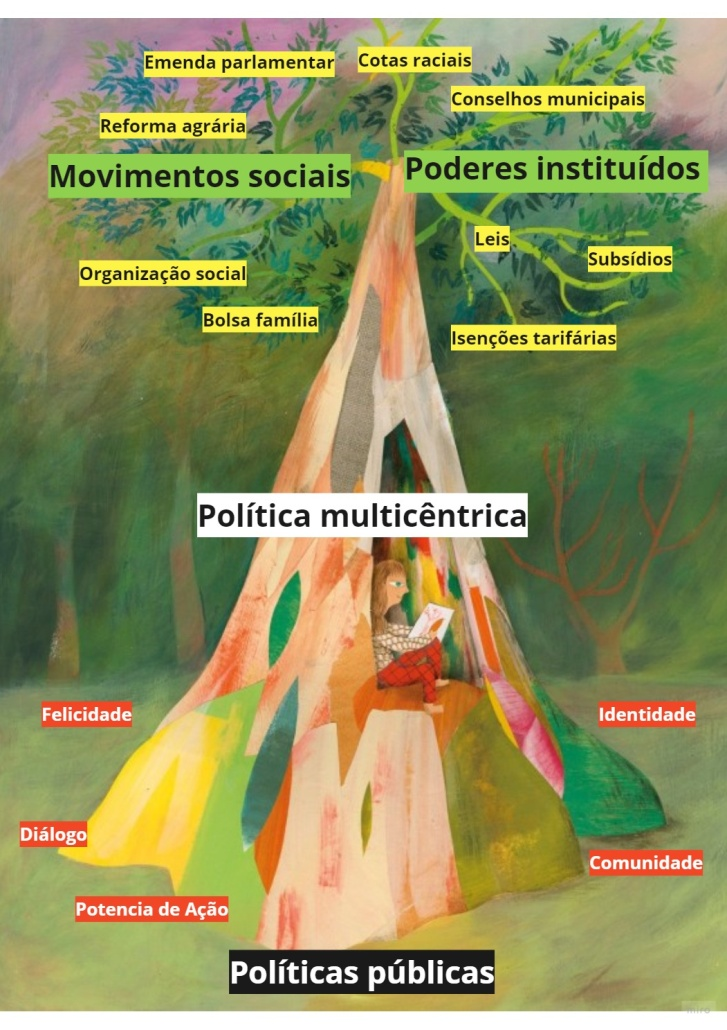 Emenda parlamentar
Cotas raciais
Conselhos municipais
Reforma agrária
Movimentos sociais
Poderes instituídos
Leis
Subsídios
Organização social
Bolsa família
Isenções tarifárias
Política multicêntrica
Felicidade
Identidade
Diálogo
Comunidade
Potencia de Ação
Políticas públicas
miro